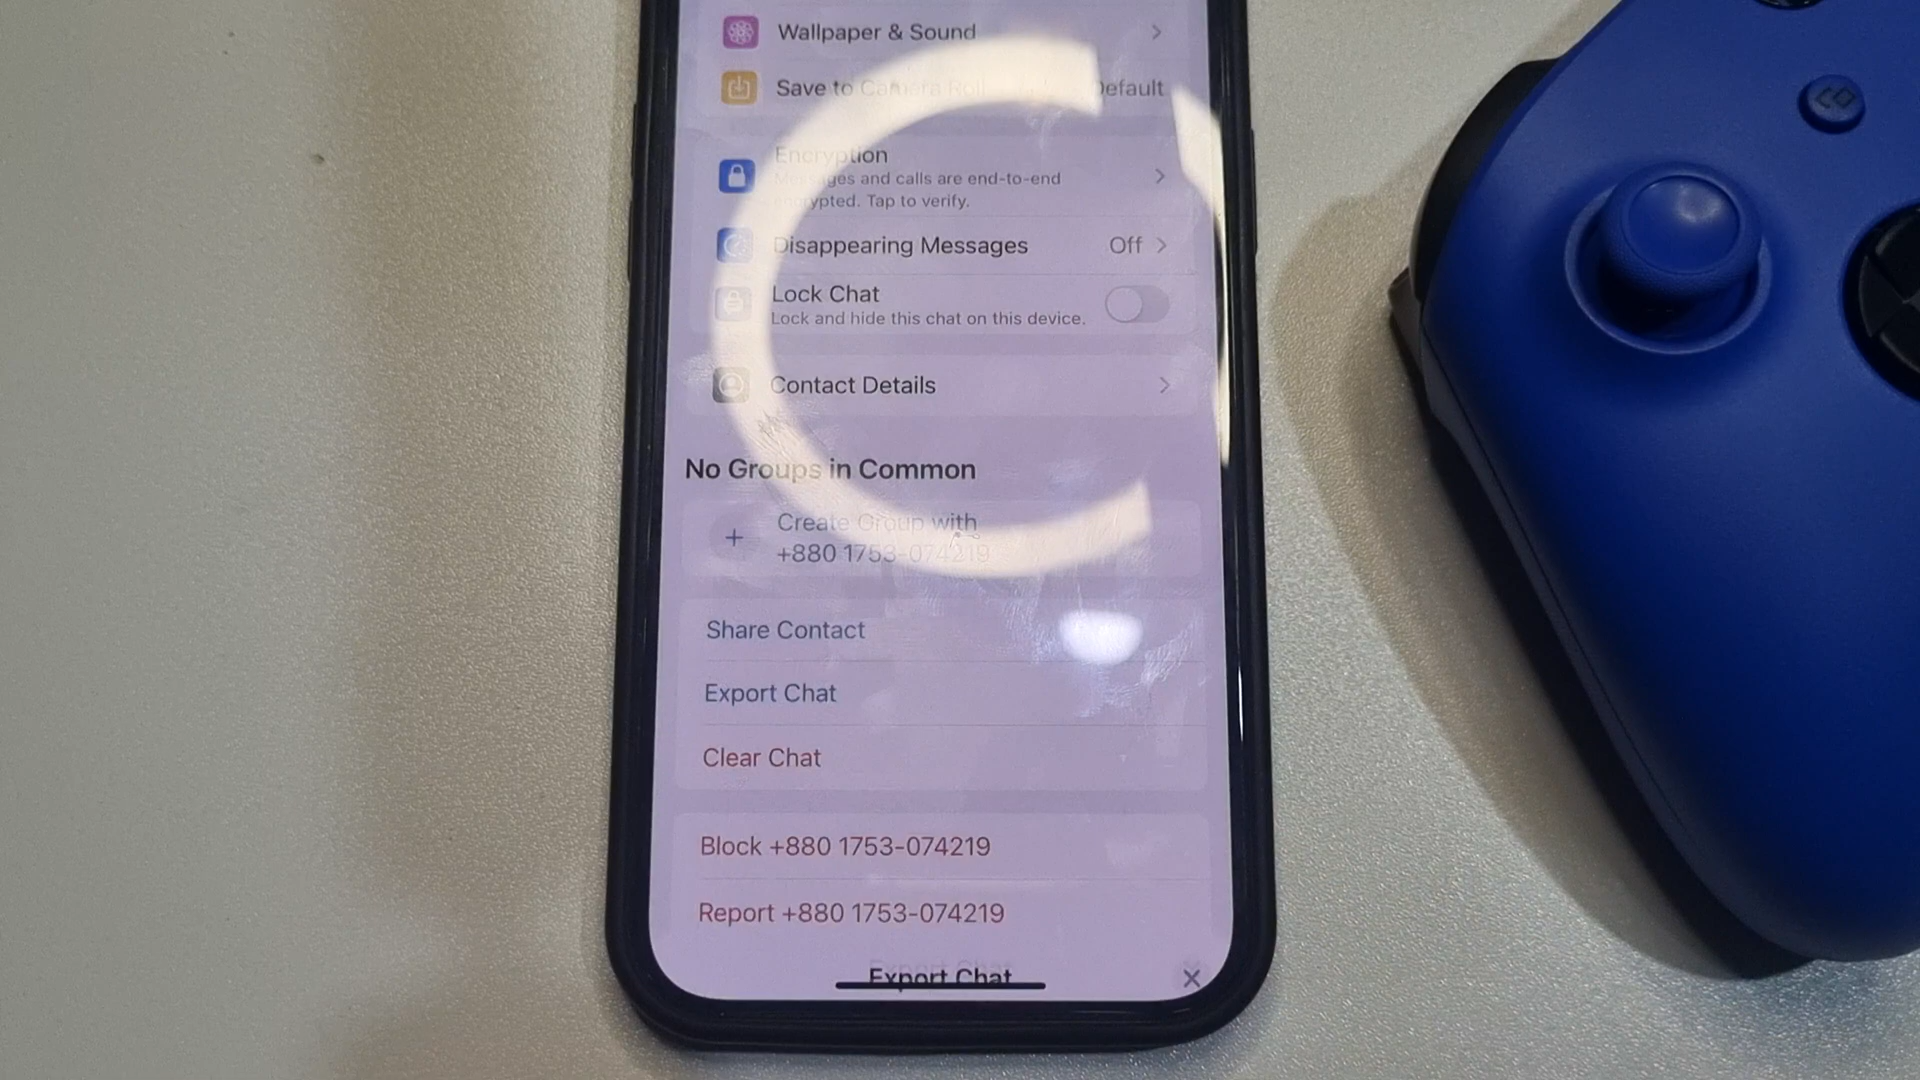 Wallpaper & Sound
Save to Camera Roll Default
Encryption
Messages and calls are end-to-end
encrypted. Tap to verify.
Disappearing Messages Off
Lock Chat
Lock and hide this chat on this device.
Contact Details
No Groups in Common
Create Group with
+880 1753-074219
Share Contact
Export Chat
Clear Chat
Block +880 1753-074219
Report +880 1753-074219
Export Chat